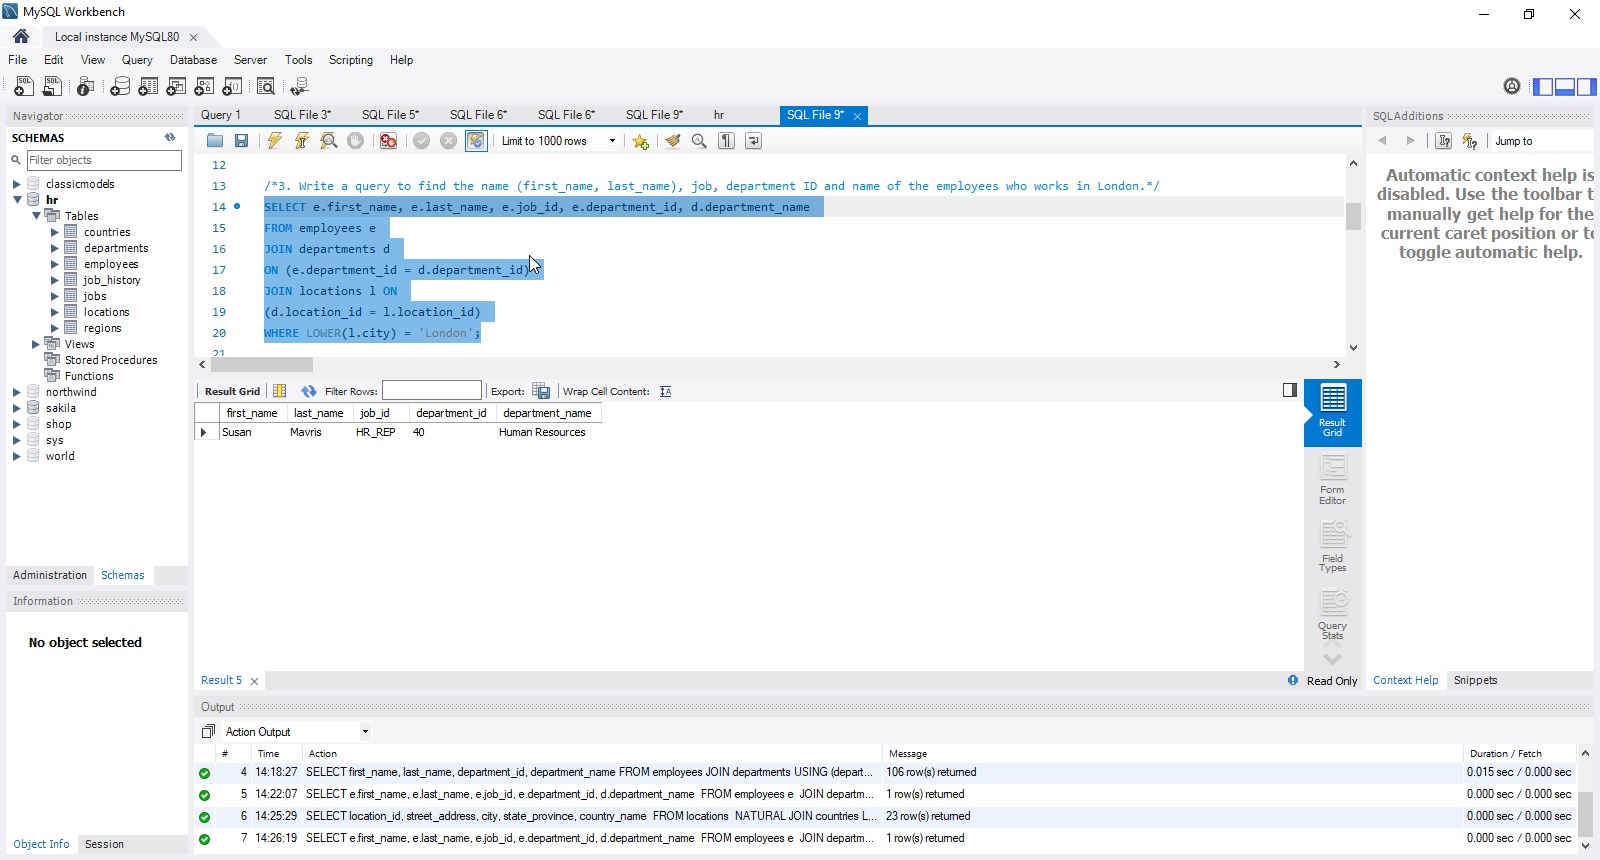 MySQL Workbench
Local instance MySQL80
File Edit View Query Database Server Tools Scripting Help
Navigator
SCHEMAS
Filter objects
classicmodels
hr
Tables
countries
departments
employees
job_history
jobs
locations
regions
Views
Stored Procedures
Functions
northwind
sakila
shop
sys
world
Administration Schemas
Information
No object selected
Object Info Session
Query 1 SQL File 3* SQL File 5* SQL File 6* SQL File 6* SQL File 9* hr SQL File 9*
Limit to 1000 rows
12
13 /*3. Write a query to find the name (first_name, last_name), job, department ID and name of the employees who works in London.*/
14 SELECT e.first_name, e.last_name, e.job_id, e.department_id, d.department_name
15 FROM employees e
16 JOIN departments d
17 ON (e.department_id = d.department_id)
18 JOIN locations l ON
19 (d.location_id = l.location_id)
20 WHERE LOWER(l.city) = 'London';
21
Result Grid Filter Rows: Export: Wrap Cell Content:
first_name last_name job_id department_id department_name
Susan Mavris HR_REP 40 Human Resources
Result Grid
Form Editor
Field Types
Query Stats
Result 5 Read Only
SQLAdditions
Jump to
Automatic context help is
disabled. Use the toolbar t
manually get help for the
current caret position or to
toggle automatic help.
Context Help Snippets
Output
Action Output
# Time Action Message Duration / Fetch
4 14:18:27 SELECT first_name, last_name, department_id, department_name FROM employees JOIN departments USING (depart... 106 row(s) returned 0.015 sec / 0.000 sec
5 14:22:07 SELECT e.first_name, e.last_name, e.job_id, e.department_id, d.department_name FROM employees e JOIN departm... 1 row(s) returned 0.000 sec / 0.000 sec
6 14:25:29 SELECT location_id, street_address, city, state_province, country_name FROM locations NATURAL JOIN countries L... 23 row(s) returned 0.000 sec / 0.000 sec
7 14:26:19 SELECT e.first_name, e.last_name, e.job_id, e.department_id, d.department_name FROM employees e JOIN departm... 1 row(s) returned 0.000 sec / 0.000 sec